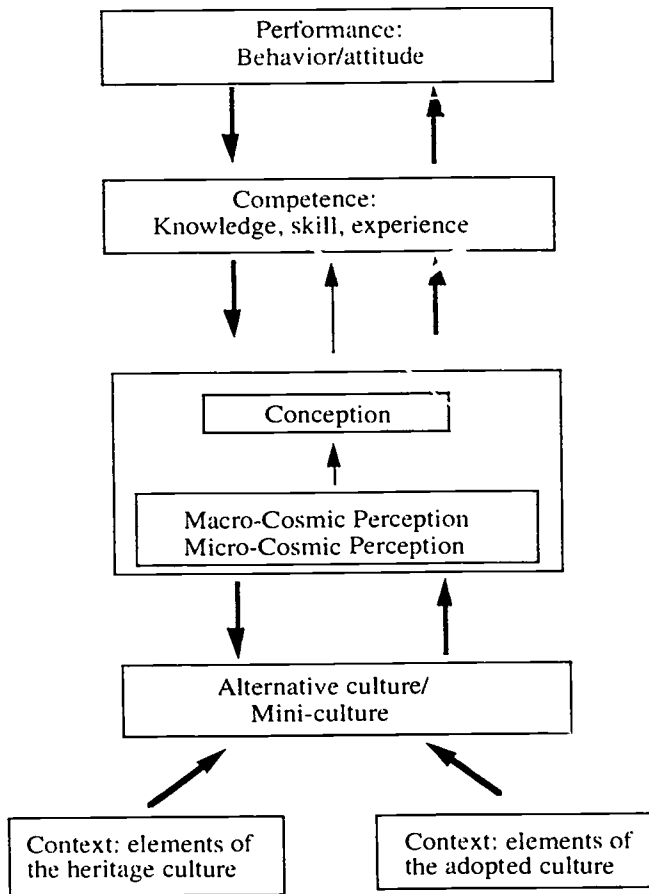 Performance:
Behavior/attitude
Competence:
Knowledge, skill, experience
Conception
Macro-Cosmic Perception
Micro-Cosmic Perception
Alternative culture/
Mini-culture
Context: elements of
the heritage culture
Context: elements of
the adopted culture